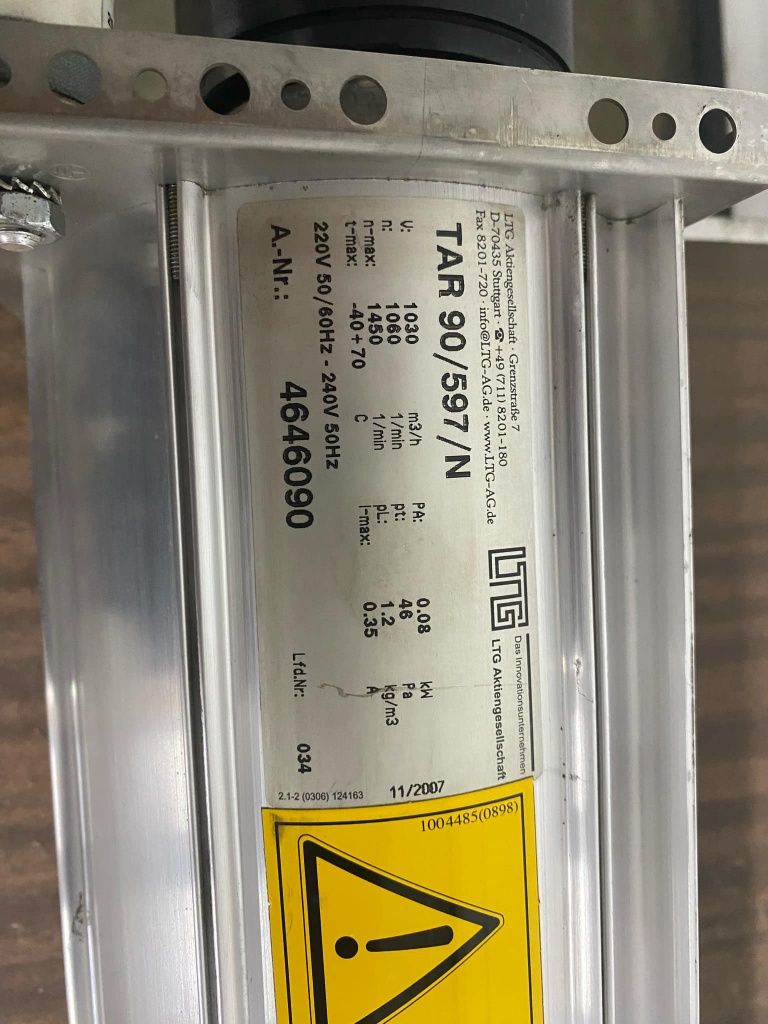 LTG Aktiengesellschaft · Grenzstraße 7
D-70435 Stuttgart · ☎ +49 (711) 8201-180
Fax 8201-720 · info@LTG-AG.de · www.LTG-AG.de
LTG
Das Innovationsunternehmen
LTG Aktiengesellschaft
TAR 90/597/N
V: 1030 m3/h PA: 0.08 kW
n: 1060 1/min pt: 46 Pa
n-max: 1450 1/min pL: 1.2 kg/m3
t-max: -40+70 C I-max: 0.35 A
220V 50/60Hz - 240V 50Hz
A.-Nr.: 4646090 Lfd.Nr: 034
11/2007
2.1-2 (0306) 124163
1004485(0898)